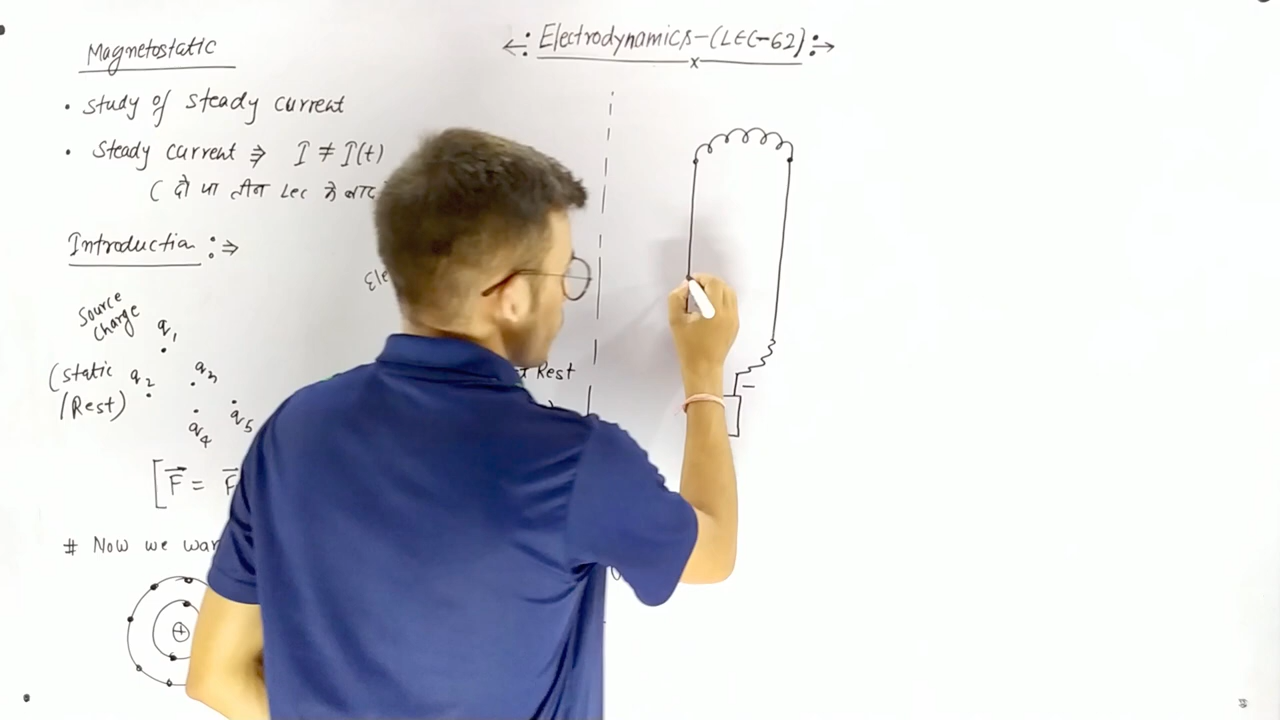 Magnetostatic
←: Electrodynamics-(LEC-62) :→
x
• Study of steady current
• Steady current ⇒ I ≠ I(t)
( दो या तीन Lec के बाद
Introduction :⇒
Source
charge
q1
(static q2 q3
/Rest) q5
q4
Rest
[F⃗ = F⃗
# Now we
+
−